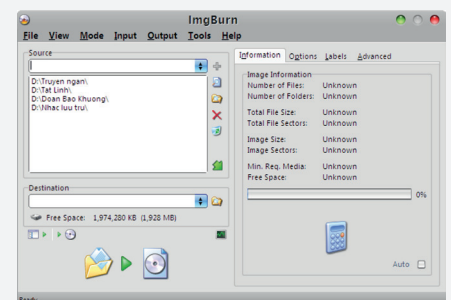 ImgBurn
File View Mode Input Output Tools Help
Source
D:\Truyen ngan\
D:\Tat Linh\
D:\Doan Bao Khuong\
D:\Nhac luu tru\
Destination
Free Space: 1,974,280 KB (1,928 MB)
Information Options Labels Advanced
Image Information
Number of Files: Unknown
Number of Folders: Unknown
Total File Size: Unknown
Total File Sectors: Unknown
Image Size: Unknown
Image Sectors: Unknown
Min. Req. Media: Unknown
Free Space: Unknown
0%
Auto
Ready